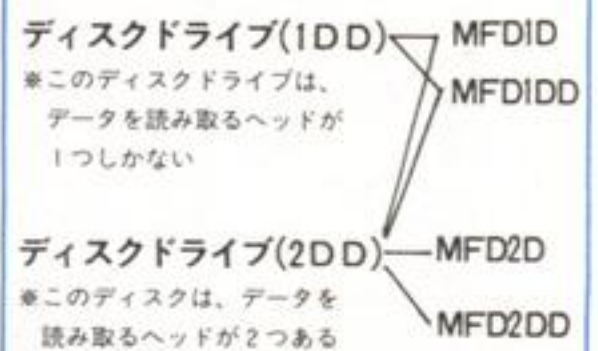 ディスクドライブ(1DD) MFD1D
※このディスクドライブは、
MFD1DD
データを読み取るヘッドが
1つしかない
ディスクドライブ(2DD) MFD2D
※このディスクは、データを
読み取るヘッドが2つある
MFD2DD